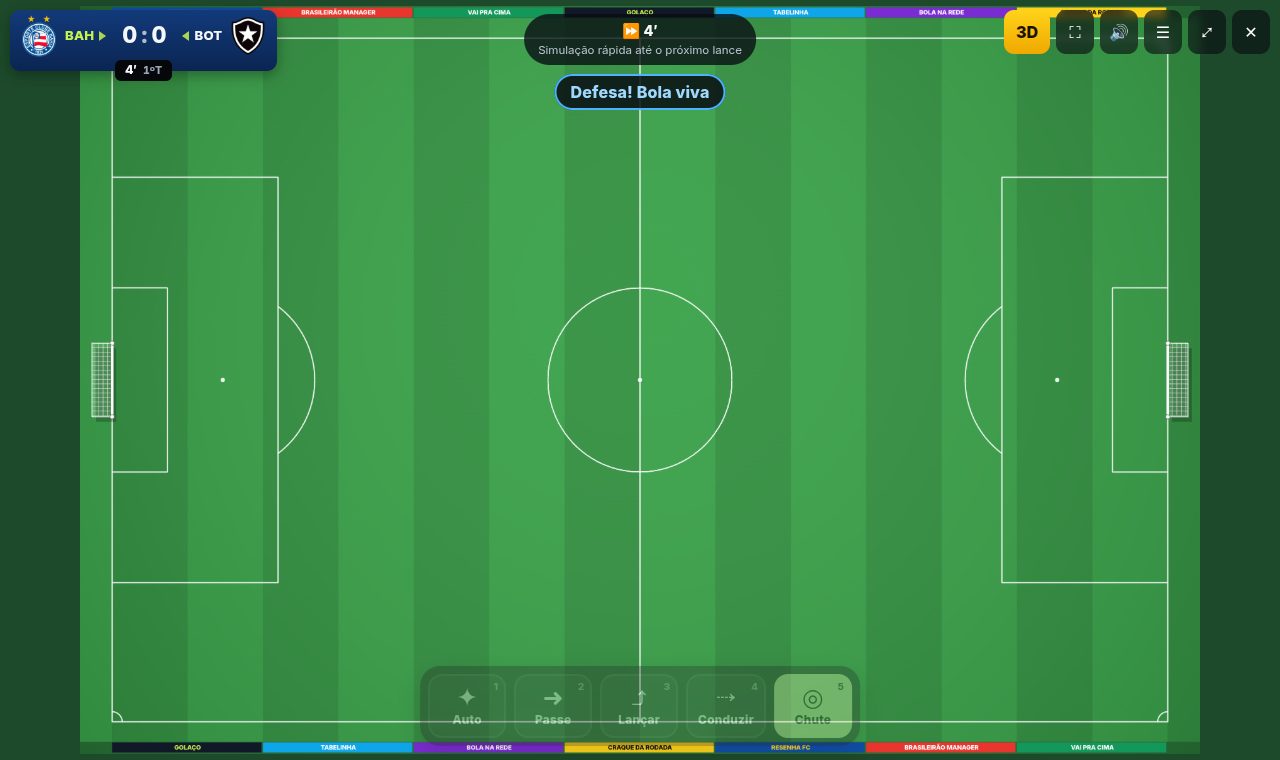 BRASILEIRÃO MANAGER
VAI PRA CIMA
GOLAÇO
TABELINHA
BOLA NA REDE
BAH
0:0
BOT
4′ 1ºT
⏩ 4′
Simulação rápida até o próximo lance
Defesa! Bola viva
3D
1
Auto
2
Passe
3
Lançar
4
Conduzir
5
Chute
GOLAÇO
TABELINHA
BOLA NA REDE
CRAQUE DA RODADA
RESENHA FC
BRASILEIRÃO MANAGER
VAI PRA CIMA